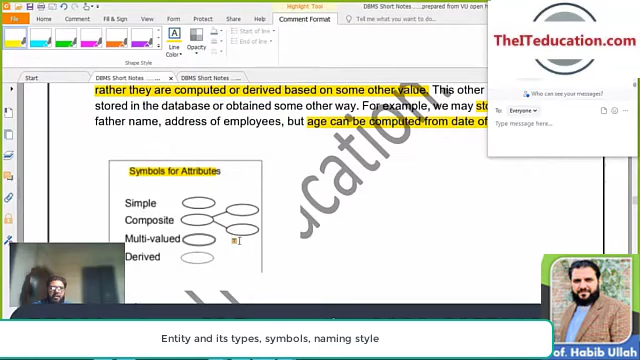 Highlight Tool
DBMS Short Notes ......prepared from VU open h
File
Home
Comment
View
Form
Protect
Share
Help
Comment Format
Tell me what you want to do...
Line Color
Opacity
Start of line
End of line
Start
DBMS Short Notes ......
DBMS Short Notes ......
TheITeducation.com
Who can see your messages?
Everyone
Type message here...
rather they are computed or derived based on some other value. This other
stored in the database or obtained some other way. For example, we may sto
father name, address of employees, but age can be computed from date of
Symbols for Attributes
Simple
Composite
Multi-valued
Derived
ucation.
Entity and its types, symbols, naming style
of. Habib Ullah